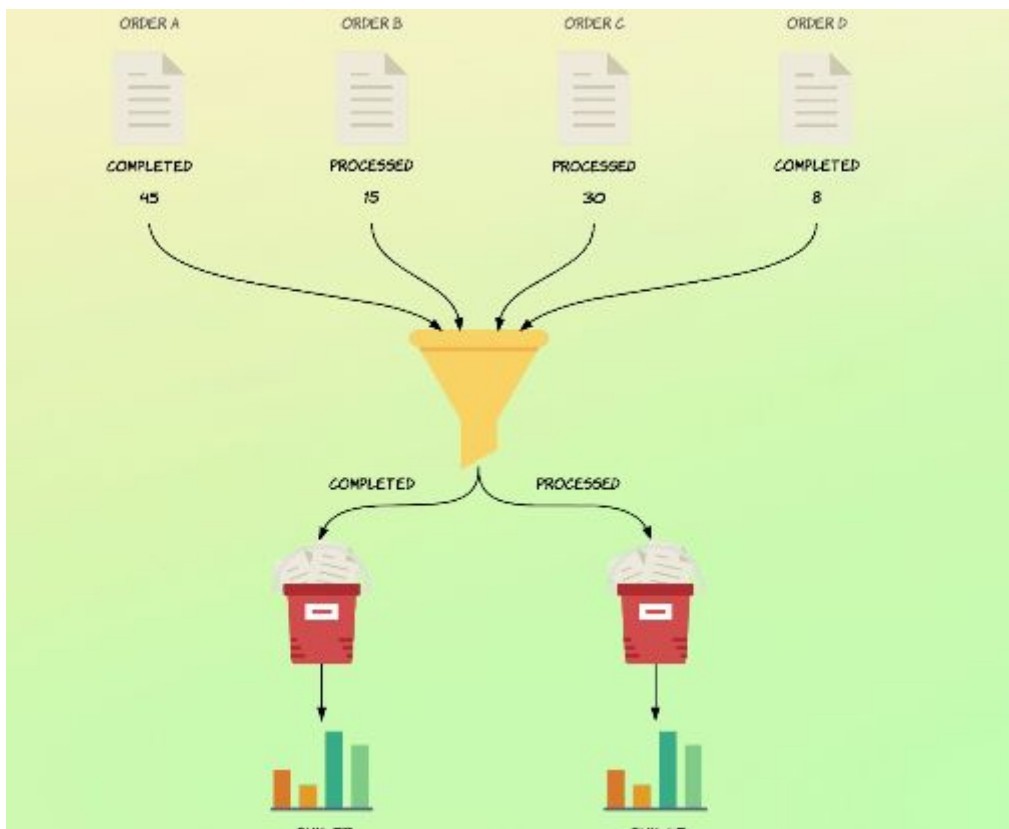 ORDER A
ORDER B
ORDER C
ORDER D
COMPLETED
PROCESSED
PROCESSED
COMPLETED
45
15
30
8
COMPLETED
PROCESSED